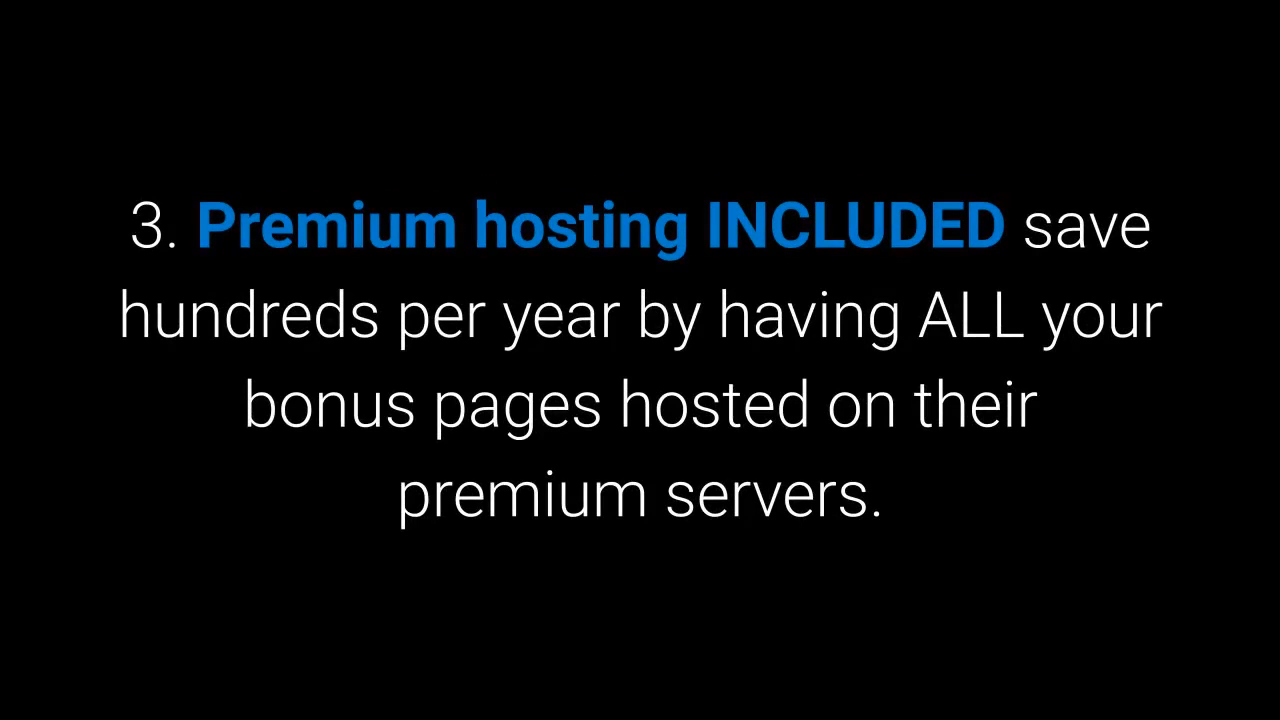 3. Premium hosting INCLUDED save
hundreds per year by having ALL your
bonus pages hosted on their
premium servers.